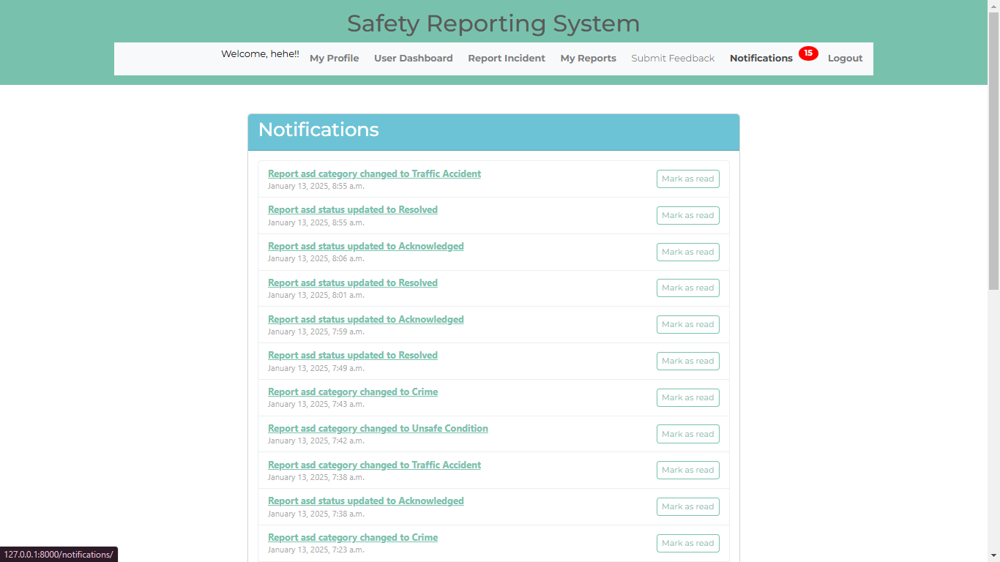 Safety Reporting System
Welcome, hehe!! My Profile User Dashboard Report Incident My Reports Submit Feedback Notifications 15 Logout
Notifications
Report asd category changed to Traffic Accident
January 13, 2025, 8:55 a.m.
Mark as read
Report asd status updated to Resolved
January 13, 2025, 8:55 a.m.
Mark as read
Report asd status updated to Acknowledged
January 13, 2025, 8:06 a.m.
Mark as read
Report asd status updated to Resolved
January 13, 2025, 8:01 a.m.
Mark as read
Report asd status updated to Acknowledged
January 13, 2025, 7:59 a.m.
Mark as read
Report asd status updated to Resolved
January 13, 2025, 7:49 a.m.
Mark as read
Report asd category changed to Crime
January 13, 2025, 7:43 a.m.
Mark as read
Report asd category changed to Unsafe Condition
January 13, 2025, 7:42 a.m.
Mark as read
Report asd category changed to Traffic Accident
January 13, 2025, 7:38 a.m.
Mark as read
Report asd status updated to Acknowledged
January 13, 2025, 7:38 a.m.
Mark as read
Report asd category changed to Crime
January 13, 2025, 7:23 a.m.
Mark as read
127.0.0.1:8000/notifications/